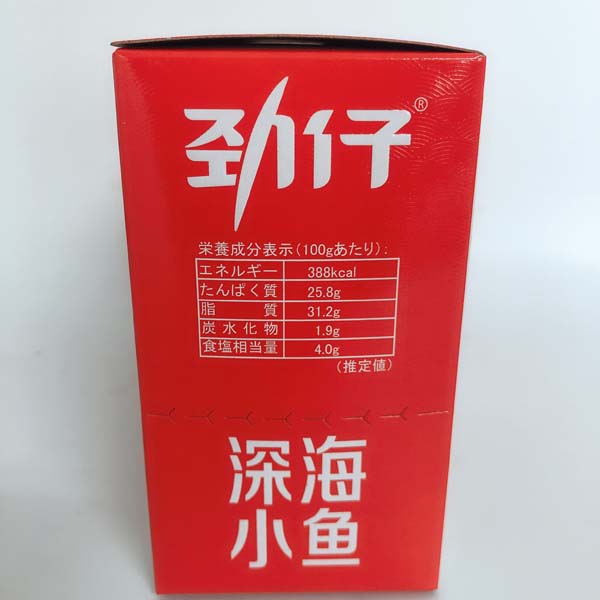 劲仔®
栄養成分表示(100gあたり):
エネルギー 388kcal
たんぱく質 25.8g
脂質 31.2g
炭水化物 1.9g
食塩相当量 4.0g
(推定値)
深海
小鱼